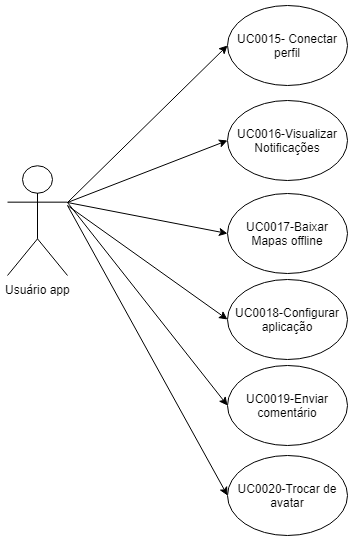 UC0015- Conectar
perfil
UC0016-Visualizar
Notificações
UC0017-Baixar
Mapas offline
Usuário app
UC0018-Configurar
aplicação
UC0019-Enviar
comentário
UC0020-Trocar de
avatar